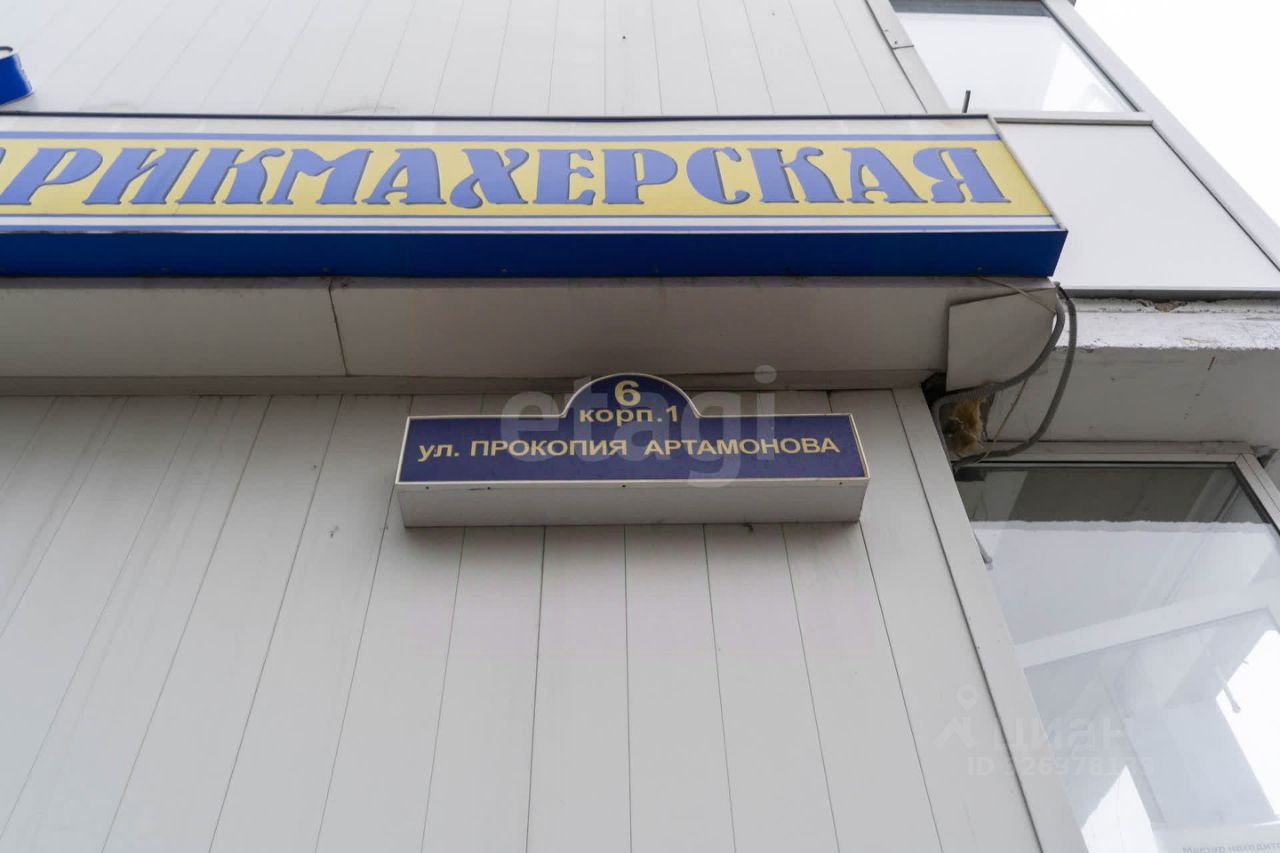 РИКМАХЕРСКАЯ
6
корп.1
ул. ПРОКОПИЯ АРТАМОНОВА
etagi
циан